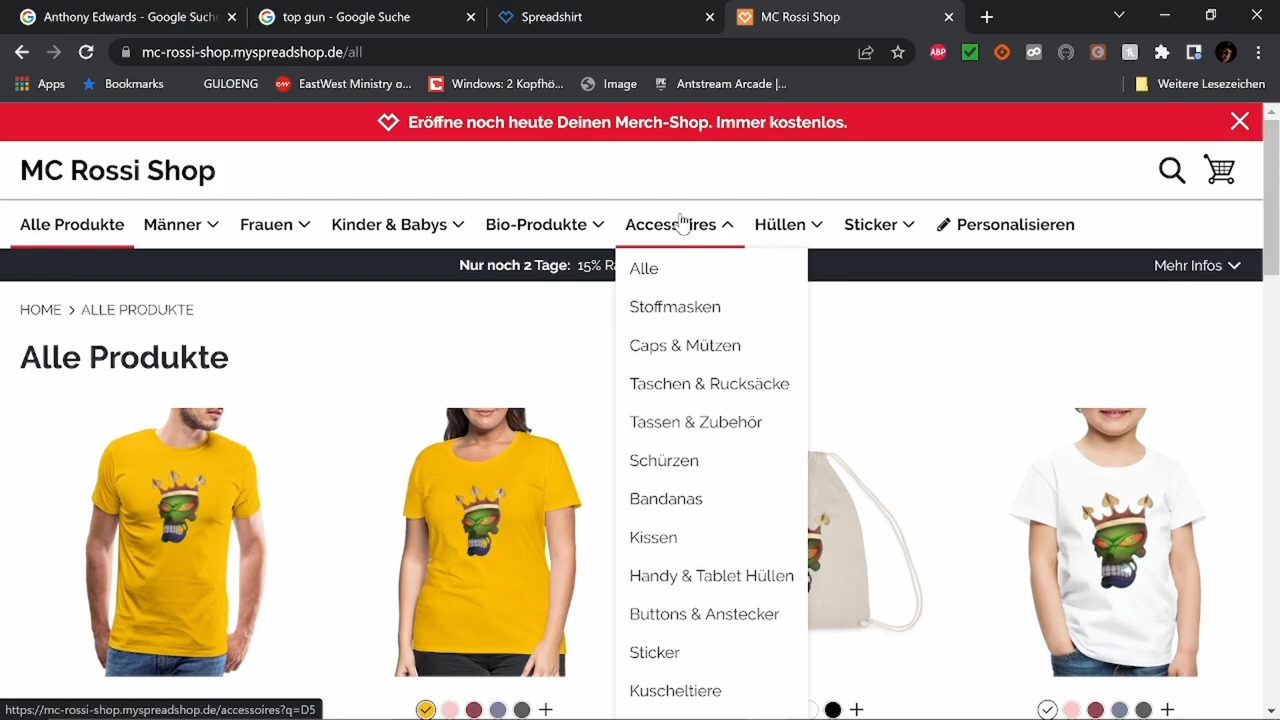 Anthony Edwards - Google Suche
top gun - Google Suche
Spreadshirt
MC Rossi Shop
mc-rossi-shop.myspreadshop.de/all
ABP
Apps
Bookmarks
GULOENG
EastWest Ministry o...
Windows: 2 Kopfhö...
Image
Antstream Arcade |...
Weitere Lesezeichen
Eröffne noch heute Deinen Merch-Shop. Immer kostenlos.
MC Rossi Shop
Alle Produkte
Männer
Frauen
Kinder & Babys
Bio-Produkte
Accessoires
Hüllen
Sticker
Personalisieren
Nur noch 2 Tage: 15% Ra
Mehr Infos
HOME > ALLE PRODUKTE
Alle Produkte
Alle
Stoffmasken
Caps & Mützen
Taschen & Rucksäcke
Tassen & Zubehör
Schürzen
Bandanas
Kissen
Handy & Tablet Hüllen
Buttons & Anstecker
Sticker
Kuscheltiere
https://mc-rossi-shop.myspreadshop.de/accessoires?q=D5